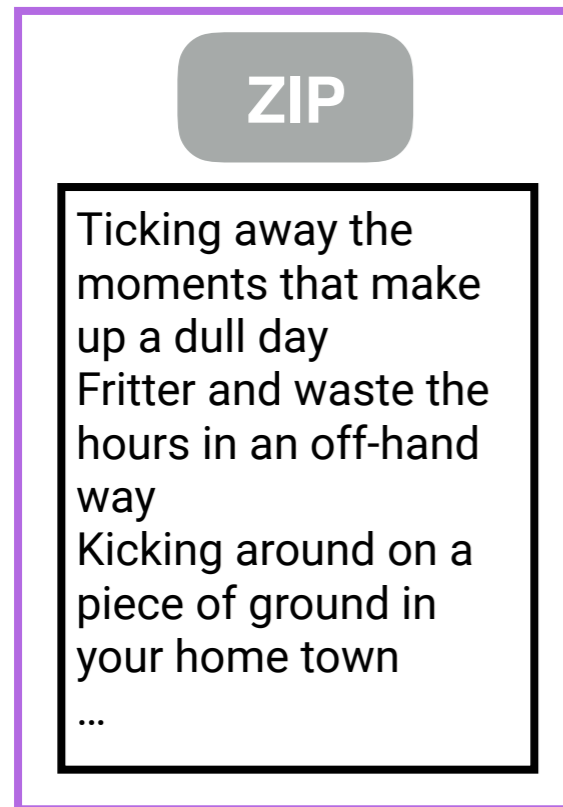 ZIP
Ticking away the
moments that make
up a dull day
Fritter and waste the
hours in an off-hand
way
Kicking around on a
piece of ground in
your home town
...